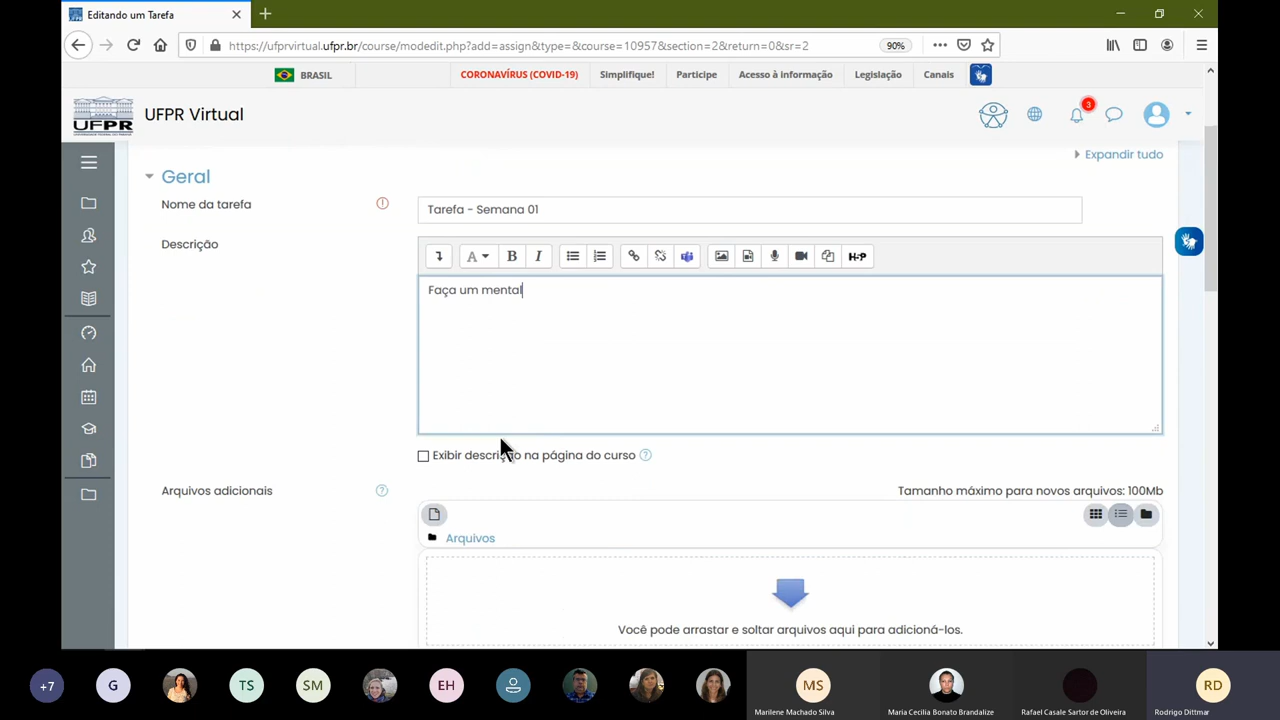 Editando um Tarefa
https://ufprvirtual.ufpr.br/course/modedit.php?add=assign&type=&course=10957&section=2&return=0&sr=2
90%
BRASIL
CORONAVÍRUS (COVID-19)
Simplifique!
Participe
Acesso à informação
Legislação
Canais
UFPR
UFPR Virtual
3
Expandir tudo
Geral
Nome da tarefa
Tarefa - Semana 01
Descrição
A
B
I
H-P
Faça um mental
Exibir descrição na página do curso
Arquivos adicionais
Tamanho máximo para novos arquivos: 100Mb
Arquivos
Você pode arrastar e soltar arquivos aqui para adicioná-los.
+7
G
TS
SM
EH
MS
RD
Marilene Machado Silva
Maria Cecilia Bonato Brandalize
Rafael Casale Sartor de Oliveira
Rodrigo Dittmar